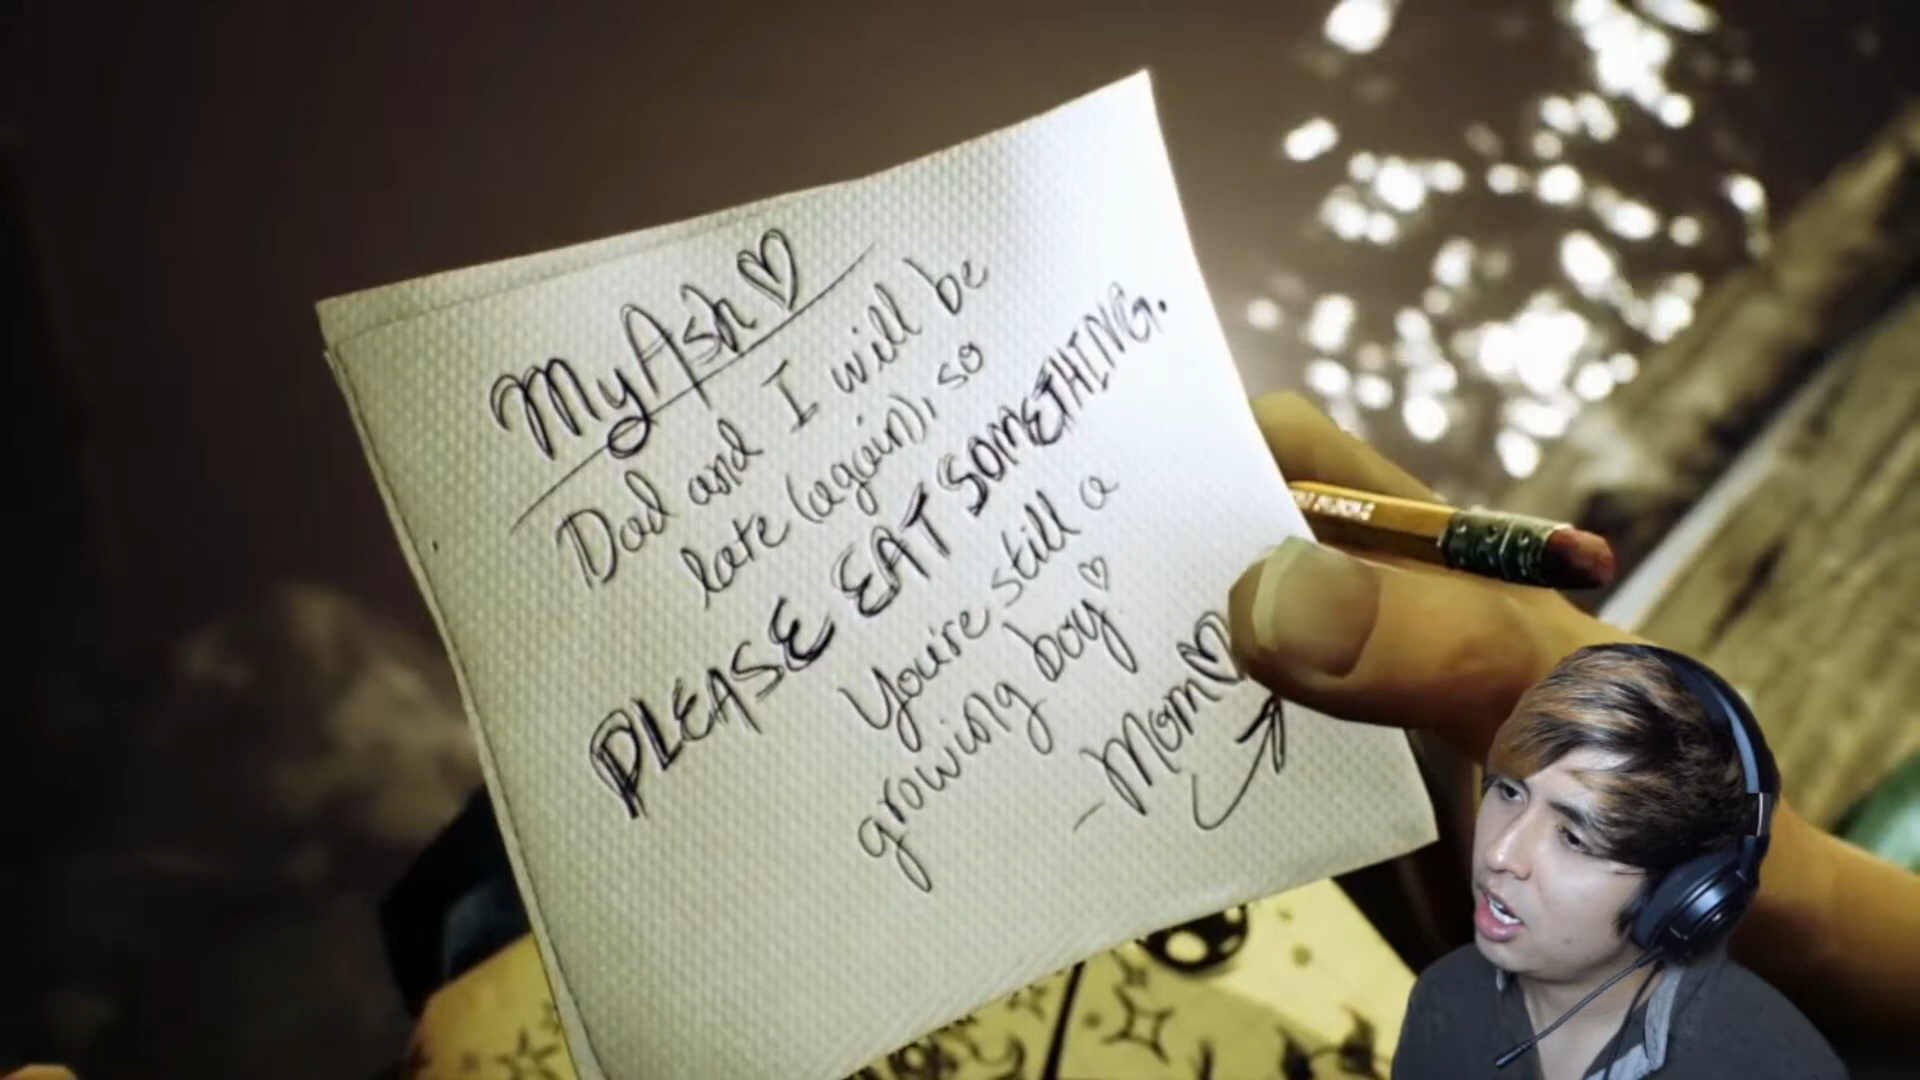 My Ash♡
Dad and I will be
late (again), so
PLEASE EAT SOMETHING.
You're still a
growing boy♡
-Mom♡